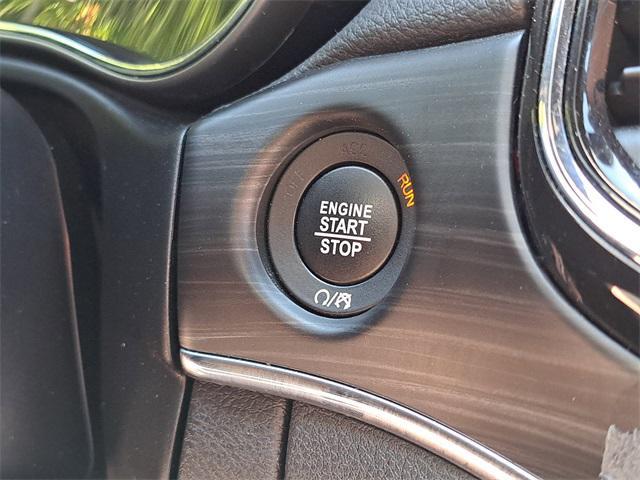 OFF
ACC
RUN
ENGINE
START
STOP